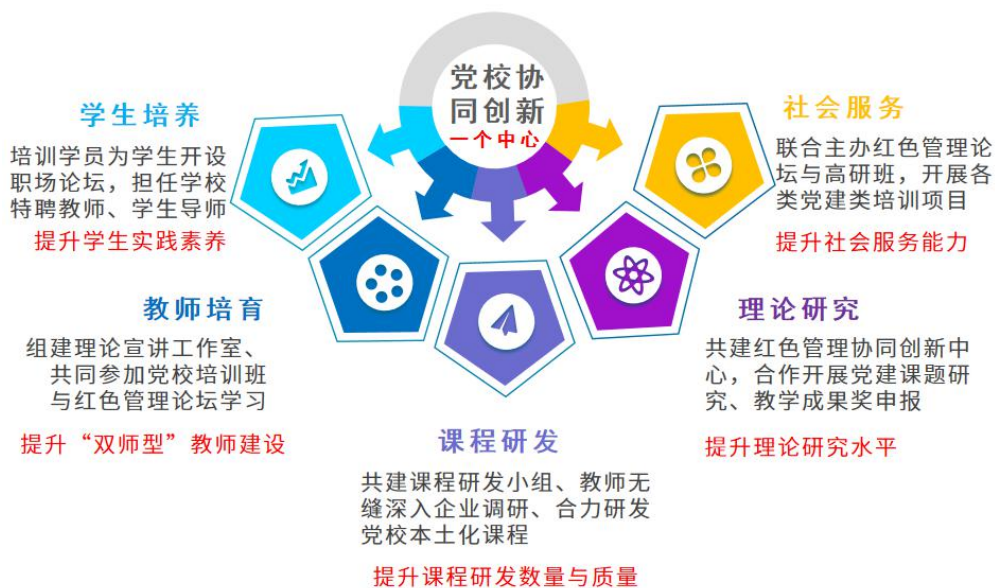 党校协
同创新
一个中心
学生培养
培训学员为学生开设
职场论坛，担任学校
特聘教师、学生导师
提升学生实践素养
教师培育
组建理论宣讲工作室、
共同参加党校培训班
与红色管理论坛学习
提升“双师型”教师建设
课程研发
共建课程研发小组、教师无
缝深入企业调研、合力研发
党校本土化课程
提升课程研发数量与质量
理论研究
共建红色管理协同创新中
心，合作开展党建课题研
究、教学成果奖申报
提升理论研究水平
社会服务
联合主办红色管理论
坛与高研班，开展各
类党建类培训项目
提升社会服务能力